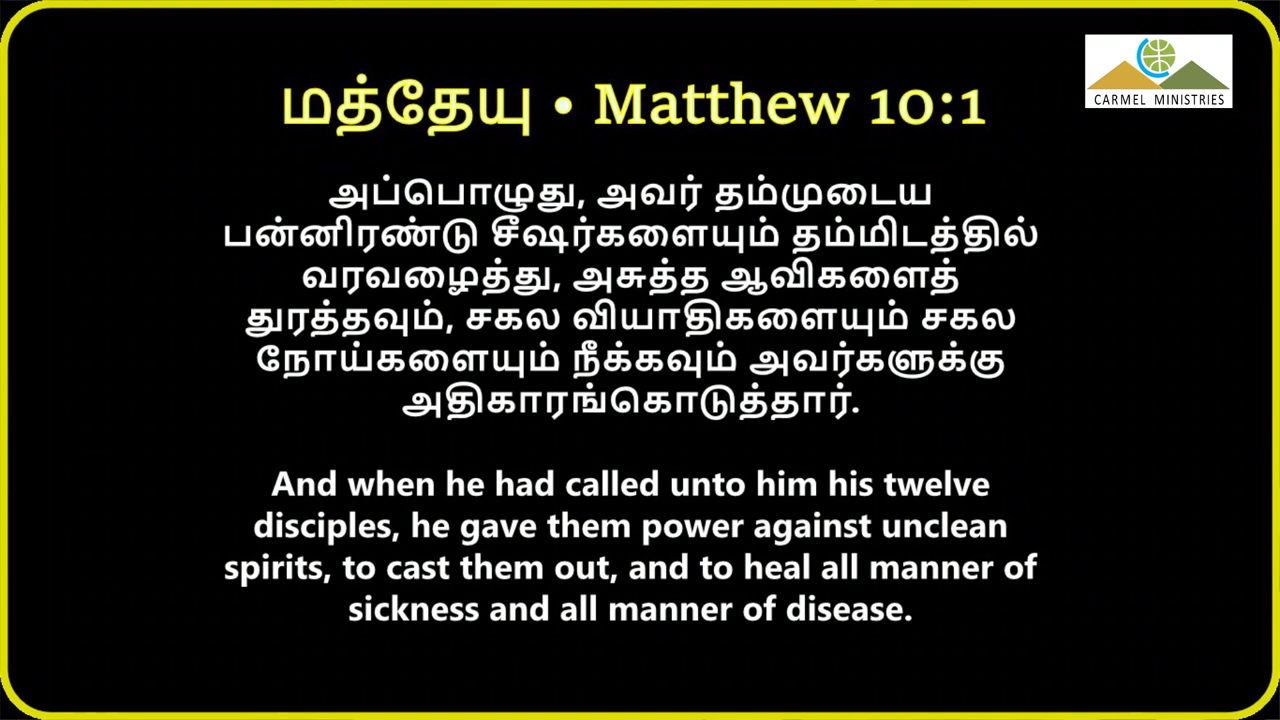 CARMEL MINISTRIES
மத்தேயு • Matthew 10:1
அப்பொழுது, அவர் தம்முடைய
பன்னிரண்டு சீஷர்களையும் தம்மிடத்தில்
வரவழைத்து, அசுத்த ஆவிகளைத்
துரத்தவும், சகல வியாதிகளையும் சகல
நோய்களையும் நீக்கவும் அவர்களுக்கு
அதிகாரங்கொடுத்தார்.
And when he had called unto him his twelve
disciples, he gave them power against unclean
spirits, to cast them out, and to heal all manner of
sickness and all manner of disease.